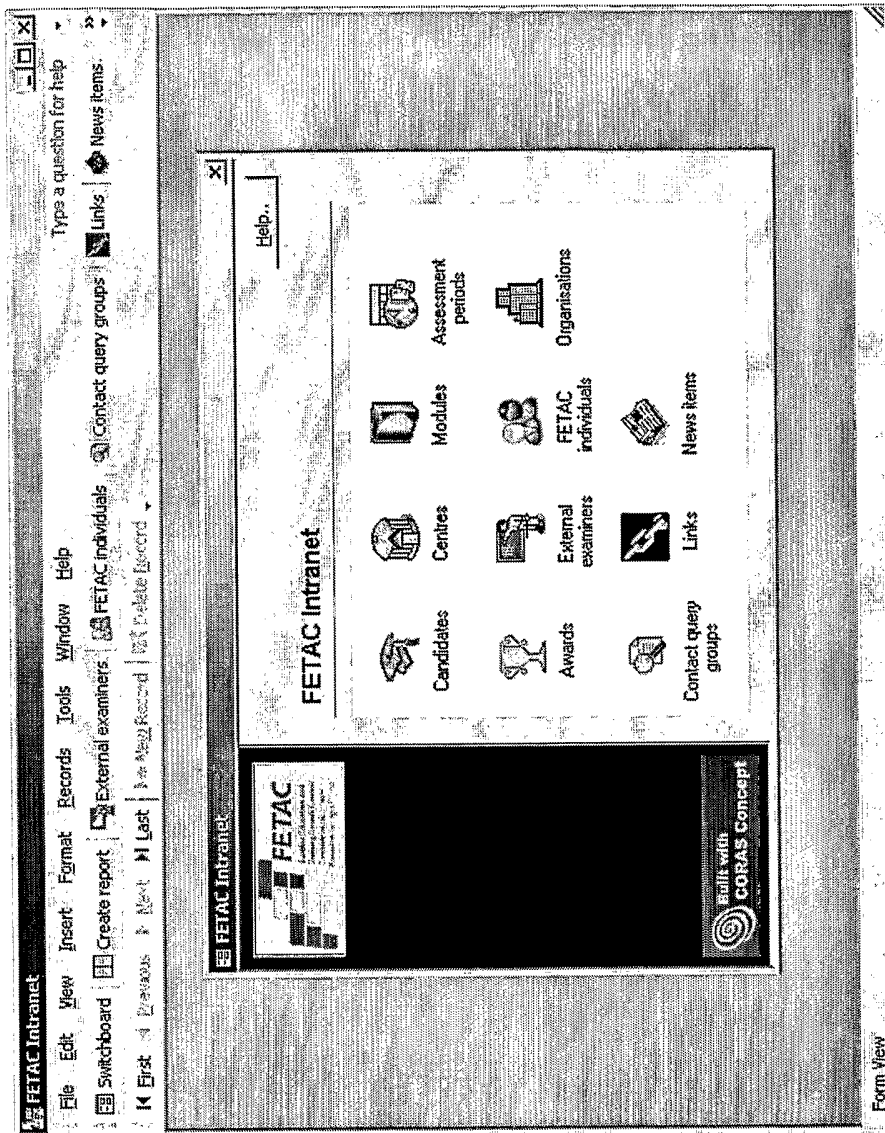 FETAC Intranet
File Edit View Insert Format Records Tools Window Help Type a question for help
Switchboard Create report External examiners FETAC individuals Contact query groups Links News items
First Previous Next Last New Record Delete Record
FETAC Intranet
FETAC
Help..
FETAC Intranet
Candidates
Centres
Modules
Assessment
periods
Awards
External
examiners
FETAC
individuals
Organisations
Contact query
groups
Links
News items
Built with
CORAS Concept
Form View